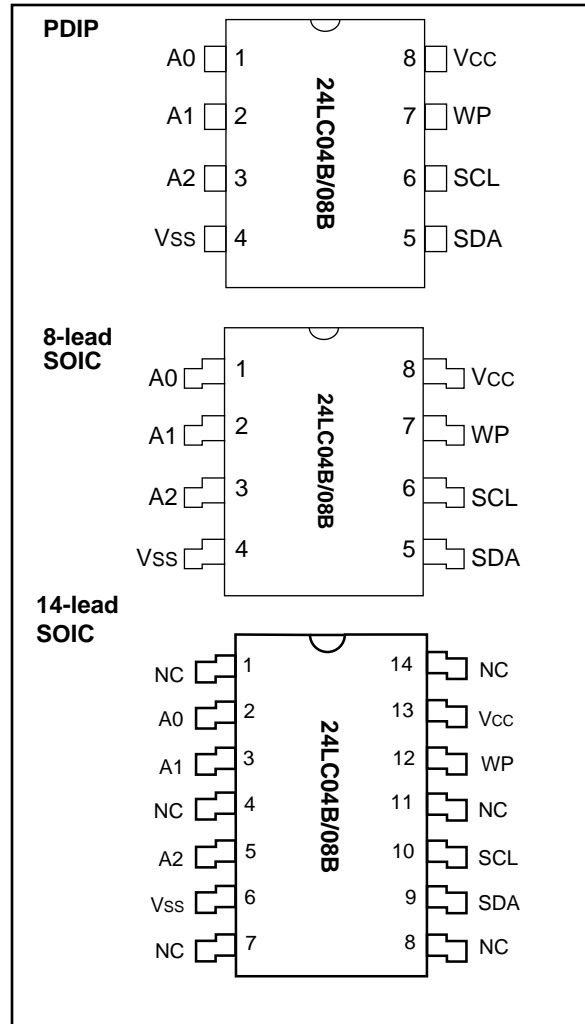 PDIP
A0 1 8 VCC
A1 2 7 WP
A2 3 6 SCL
VSS 4 5 SDA
24LC04B/08B
8-lead
SOIC
A0 1 8 VCC
A1 2 7 WP
A2 3 6 SCL
VSS 4 5 SDA
24LC04B/08B
14-lead
SOIC
NC 1 14 NC
A0 2 13 VCC
A1 3 12 WP
NC 4 11 NC
A2 5 10 SCL
VSS 6 9 SDA
NC 7 8 NC
24LC04B/08B